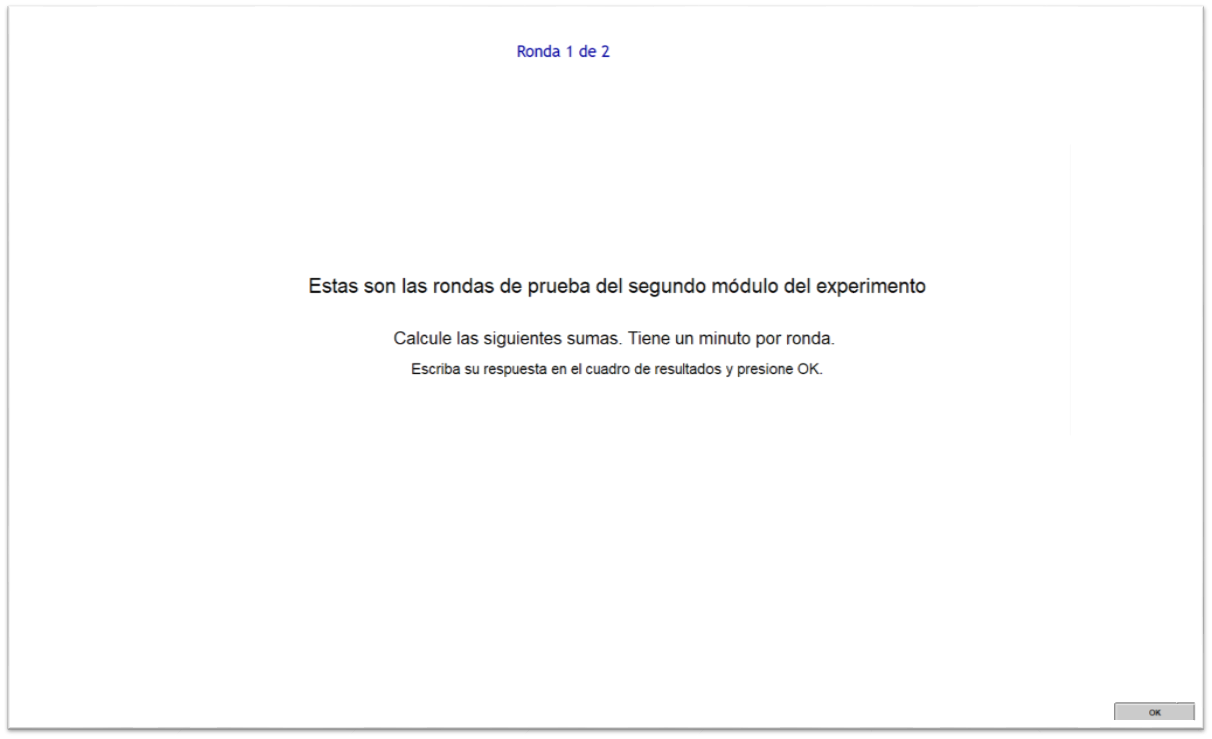 Ronda 1 de 2
Estas son las rondas de prueba del segundo módulo del experimento
Calcule las siguientes sumas. Tiene un minuto por ronda.
Escriba su respuesta en el cuadro de resultados y presione OK.
OK